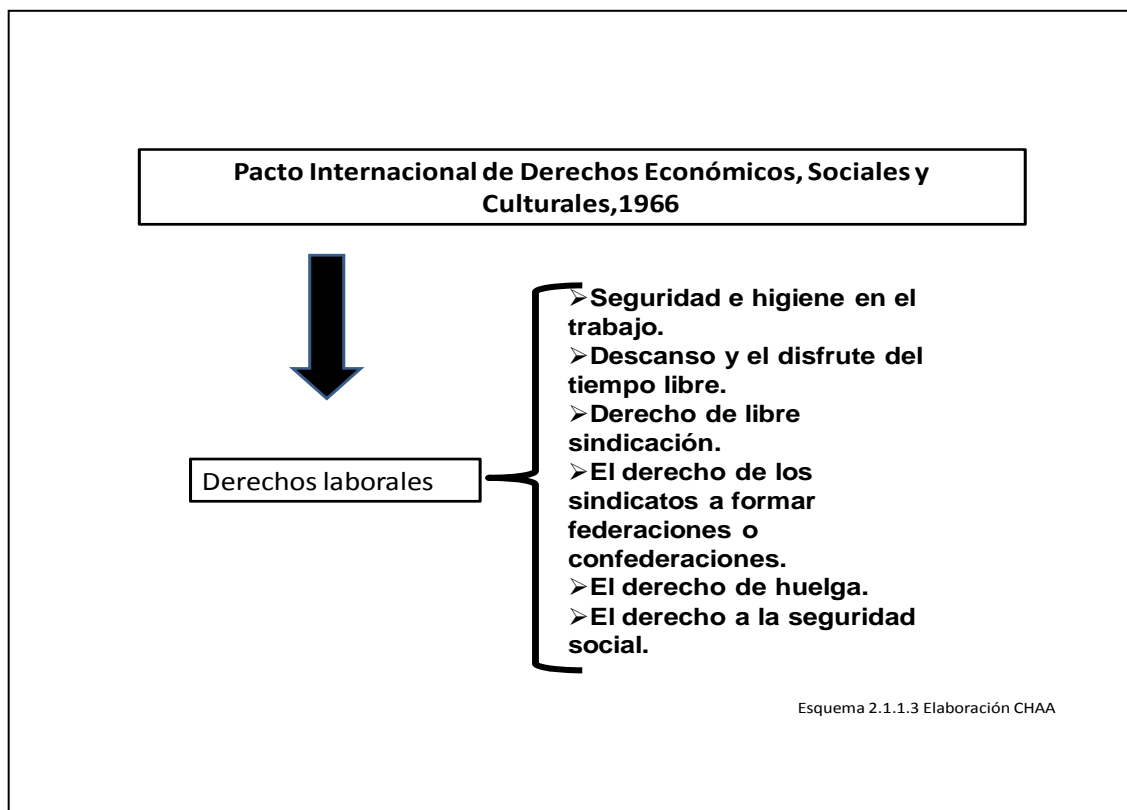 Pacto Internacional de Derechos Económicos, Sociales y
Culturales,1966
Derechos laborales
➢Seguridad e higiene en el
trabajo.
➢Descanso y el disfrute del
tiempo libre.
➢Derecho de libre
sindicación.
➢El derecho de los
sindicatos a formar
federaciones o
confederaciones.
➢El derecho de huelga.
➢El derecho a la seguridad
social.
Esquema 2.1.1.3 Elaboración CHAA